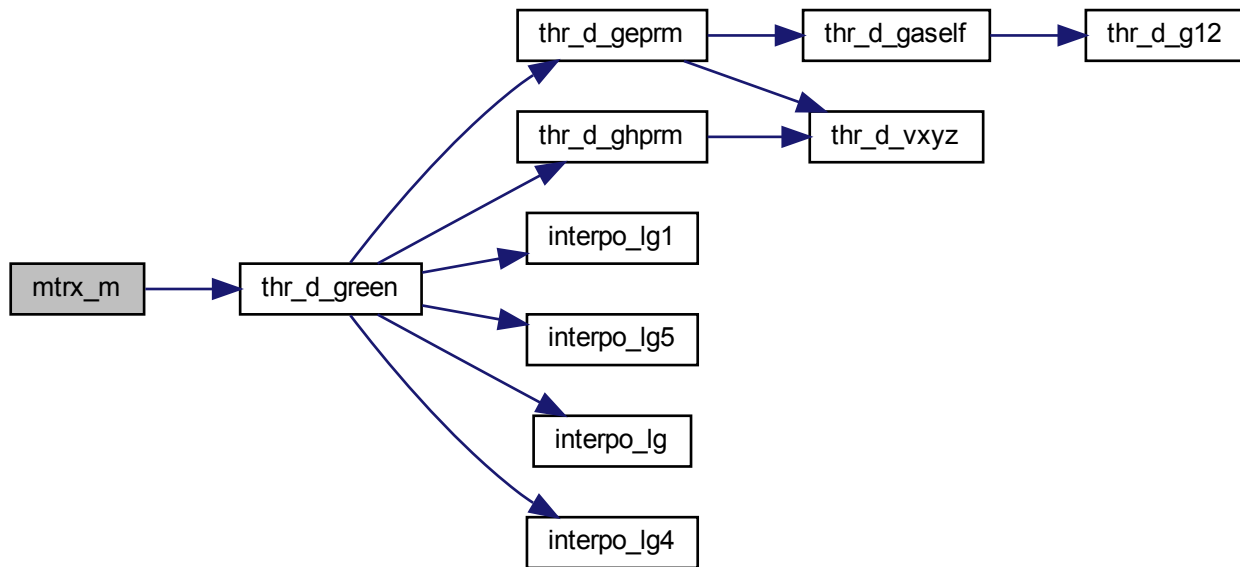 thr_d_geprm
thr_d_gaself
thr_d_g12
thr_d_ghprm
thr_d_vxyz
interpo_lg1
mtrx_m
thr_d_green
interpo_lg5
interpo_lg
interpo_lg4